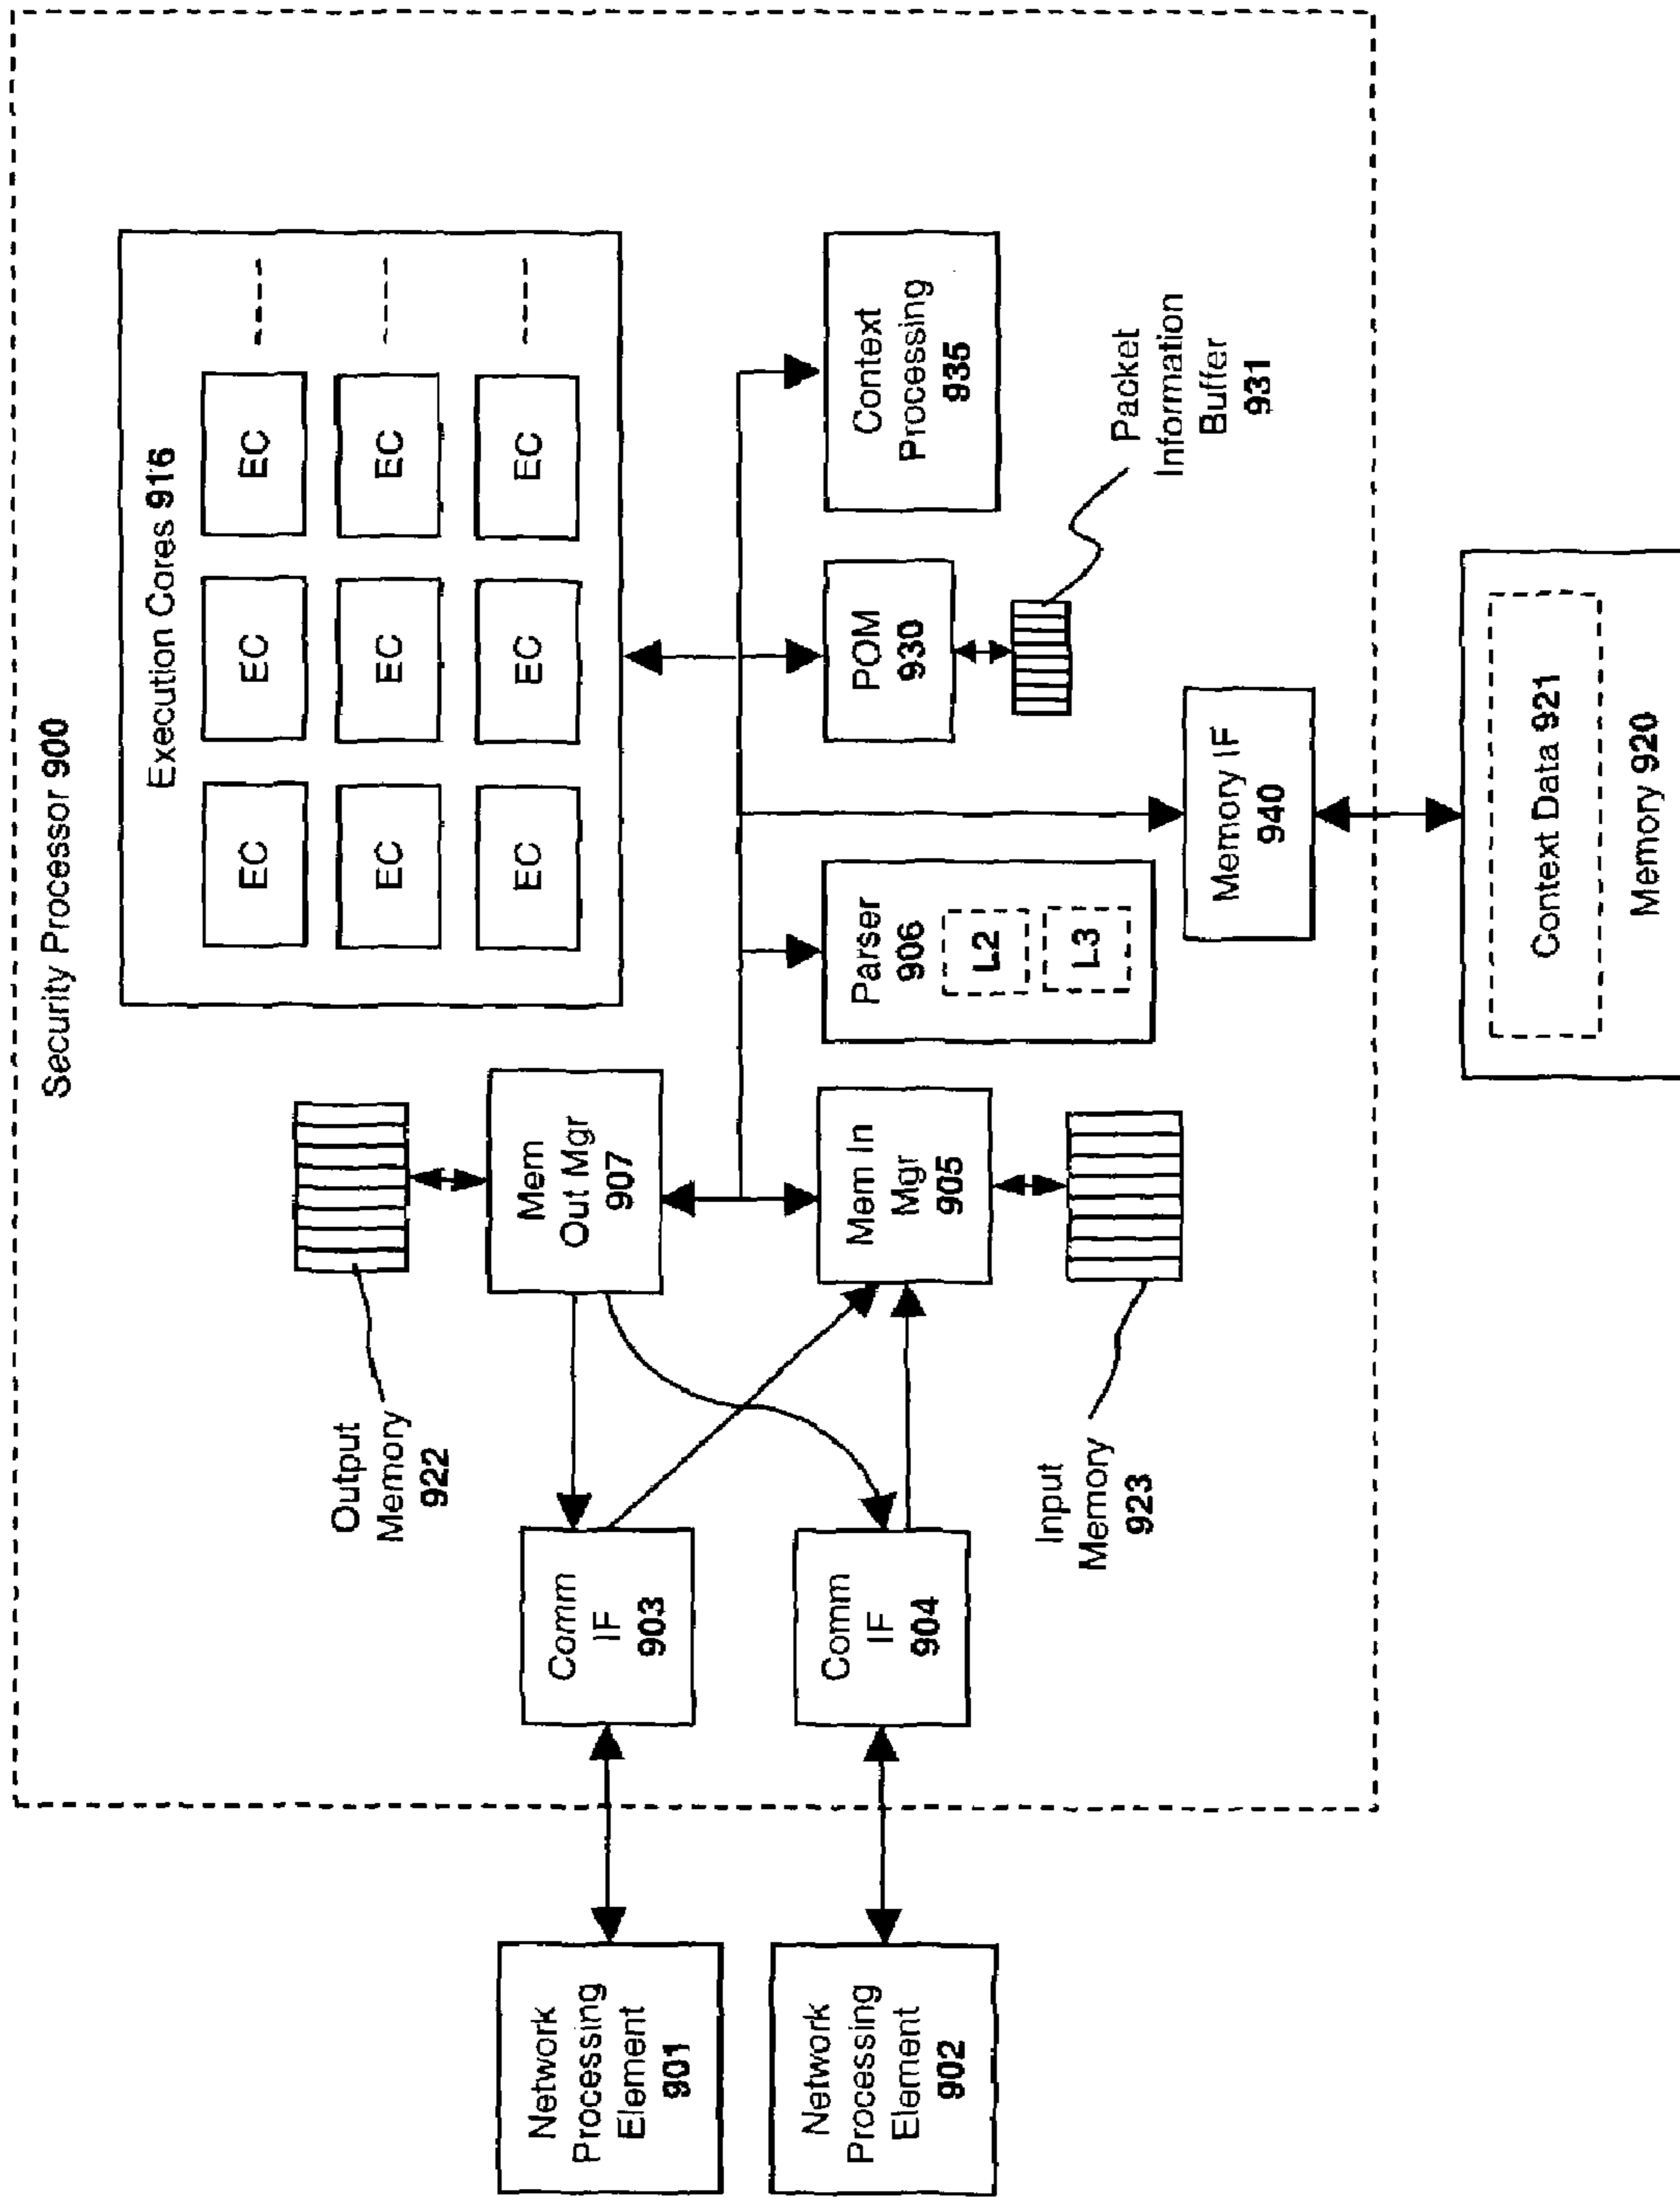 Security Processor 900
Execution Cores 916
EC
EC
EC
EC
EC
EC
EC
EC
EC
Output
Memory
922
Mem
Out Mgr
907
Network
Processing
Element
901
Comm
IF
903
Network
Processing
Element
902
Comm
IF
904
Mem In
Mgr
905
Input
Memory
923
Parser
906
L2
L3
POM
930
Context
Processing
935
Packet
Information
Buffer
931
Memory IF
940
Context Data 921
Memory 920